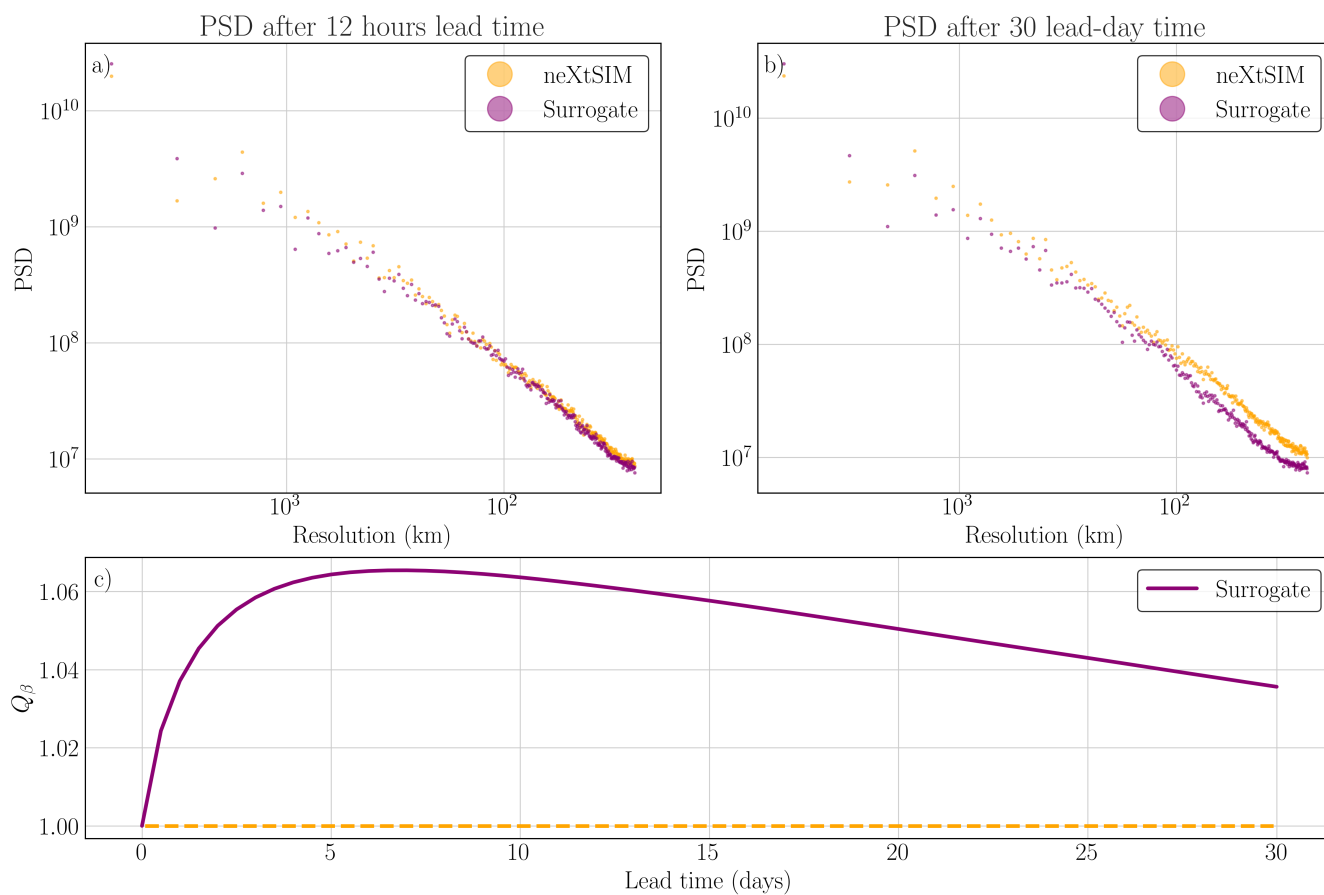 PSD after 12 hours lead time
a)
neXtSIM
Surrogate
10^10
10^9
10^8
10^7
PSD
10^3
10^2
Resolution (km)
PSD after 30 lead-day time
b)
neXtSIM
Surrogate
10^10
10^9
10^8
10^7
PSD
10^3
10^2
Resolution (km)
c)
Surrogate
1.06
1.04
1.02
1.00
Q_β
0 5 10 15 20 25 30
Lead time (days)